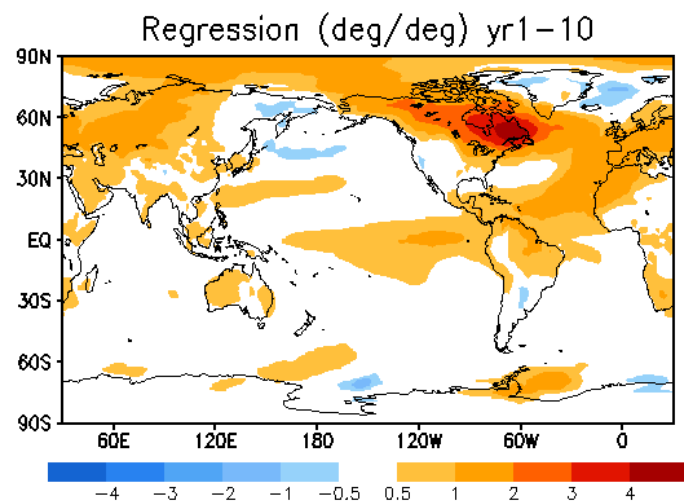 Regression (deg/deg) yr1-10
90N
60N
30N
EQ
30S
60S
90S
60E 120E 180 120W 60W 0
-4 -3 -2 -1 -0.5 0.5 1 2 3 4